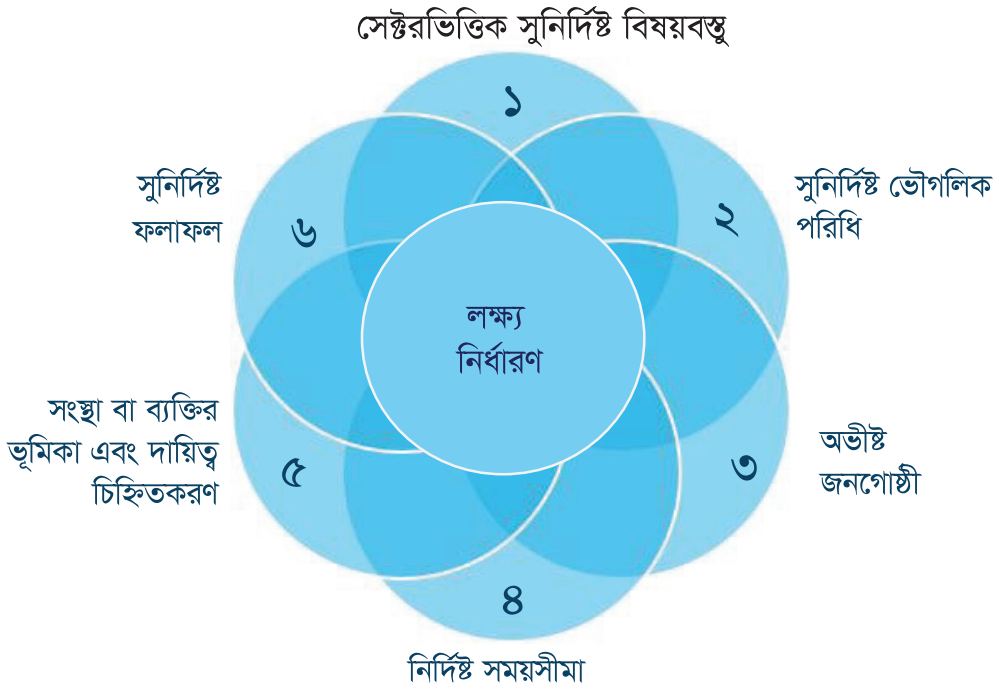 সেক্টরভিত্তিক সুনির্দিষ্ট বিষয়বস্তু
১
সুনির্দিষ্ট ভৌগলিক
পরিধি
২
অভীষ্ট
জনগোষ্ঠী
৩
নির্দিষ্ট সময়সীমা
৪
সংস্থা বা ব্যক্তির
ভূমিকা এবং দায়িত্ব
চিহ্নিতকরণ
৫
সুনির্দিষ্ট
ফলাফল
৬
লক্ষ্য
নির্ধারণ